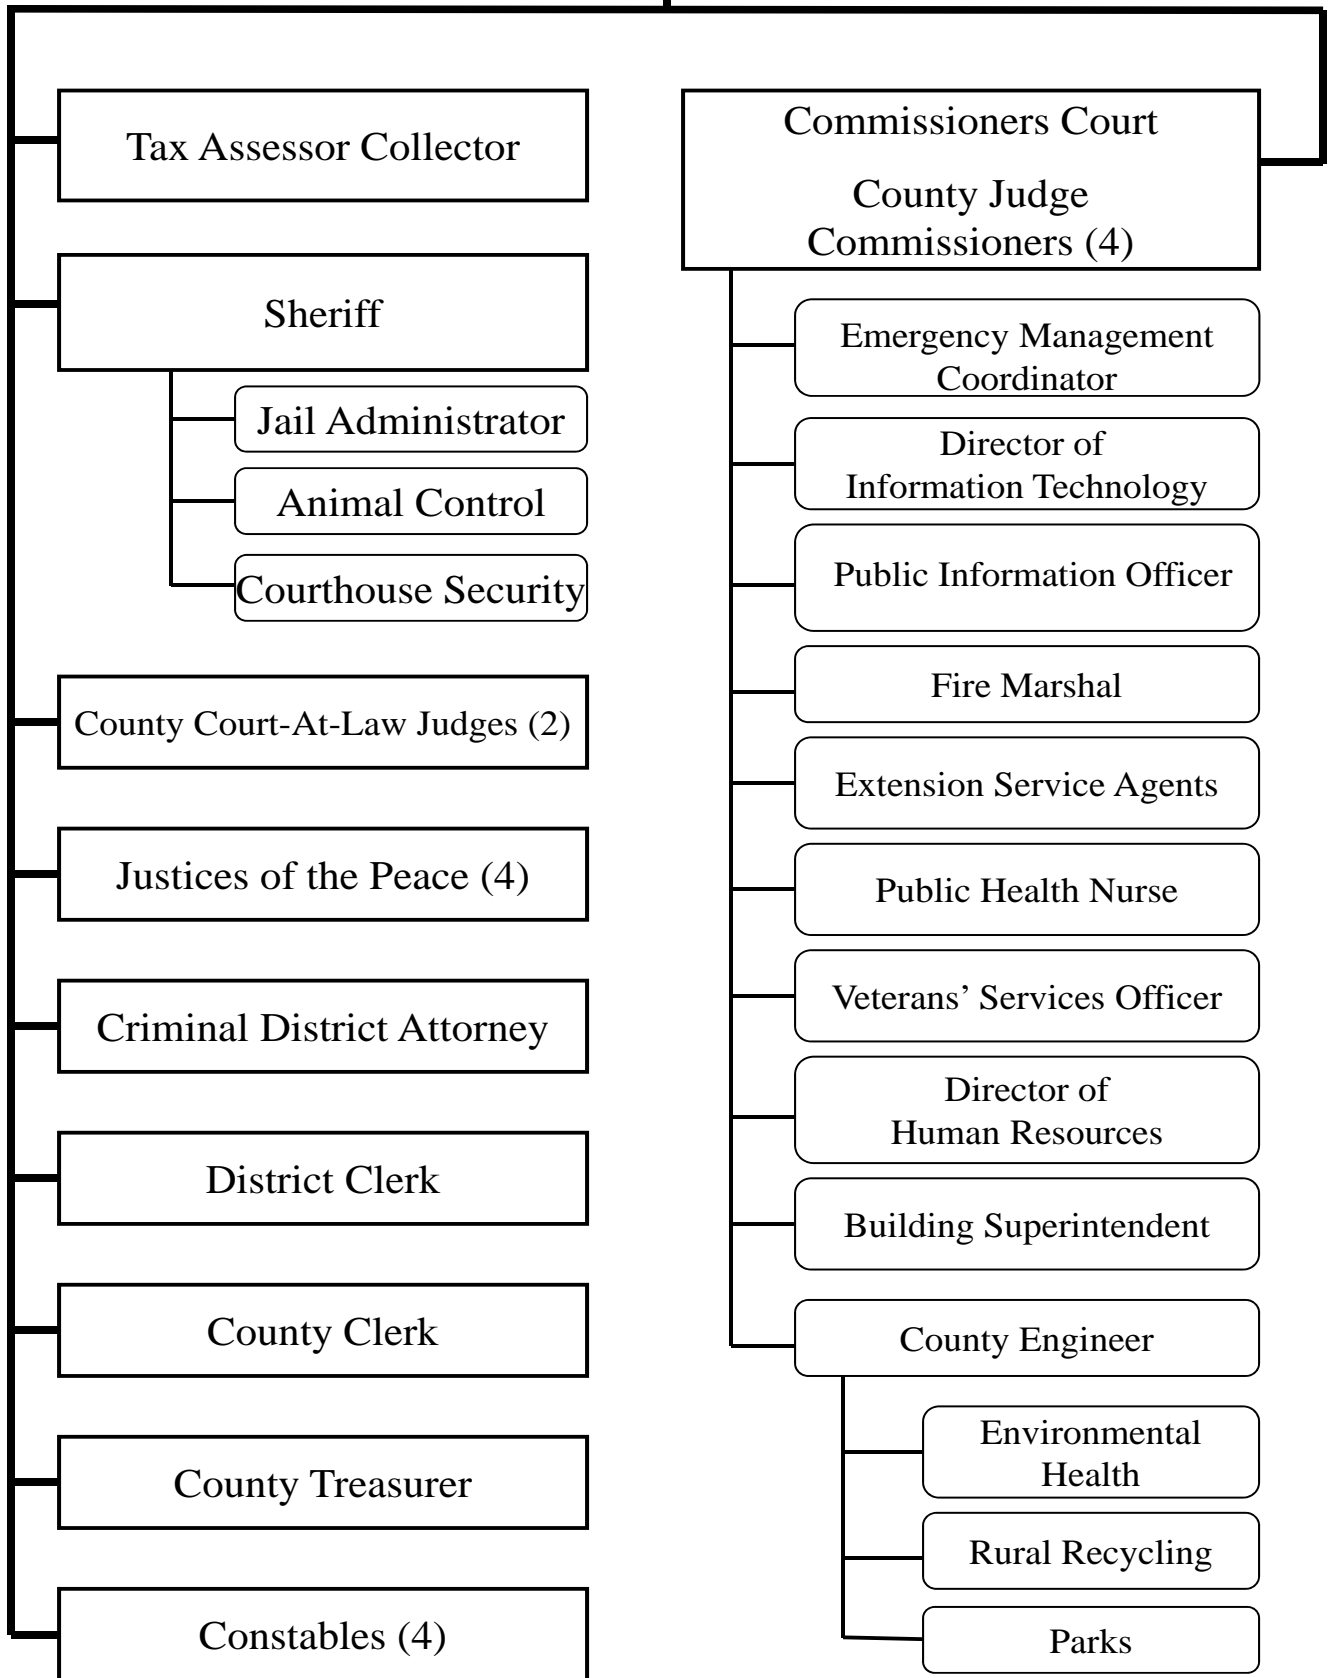 Tax Assessor Collector
Sheriff
Jail Administrator
Animal Control
Courthouse Security
County Court-At-Law Judges (2)
Justices of the Peace (4)
Criminal District Attorney
District Clerk
County Clerk
County Treasurer
Constables (4)
Commissioners Court
County Judge
Commissioners (4)
Emergency Management
Coordinator
Director of
Information Technology
Public Information Officer
Fire Marshal
Extension Service Agents
Public Health Nurse
Veterans’ Services Officer
Director of
Human Resources
Building Superintendent
County Engineer
Environmental
Health
Rural Recycling
Parks